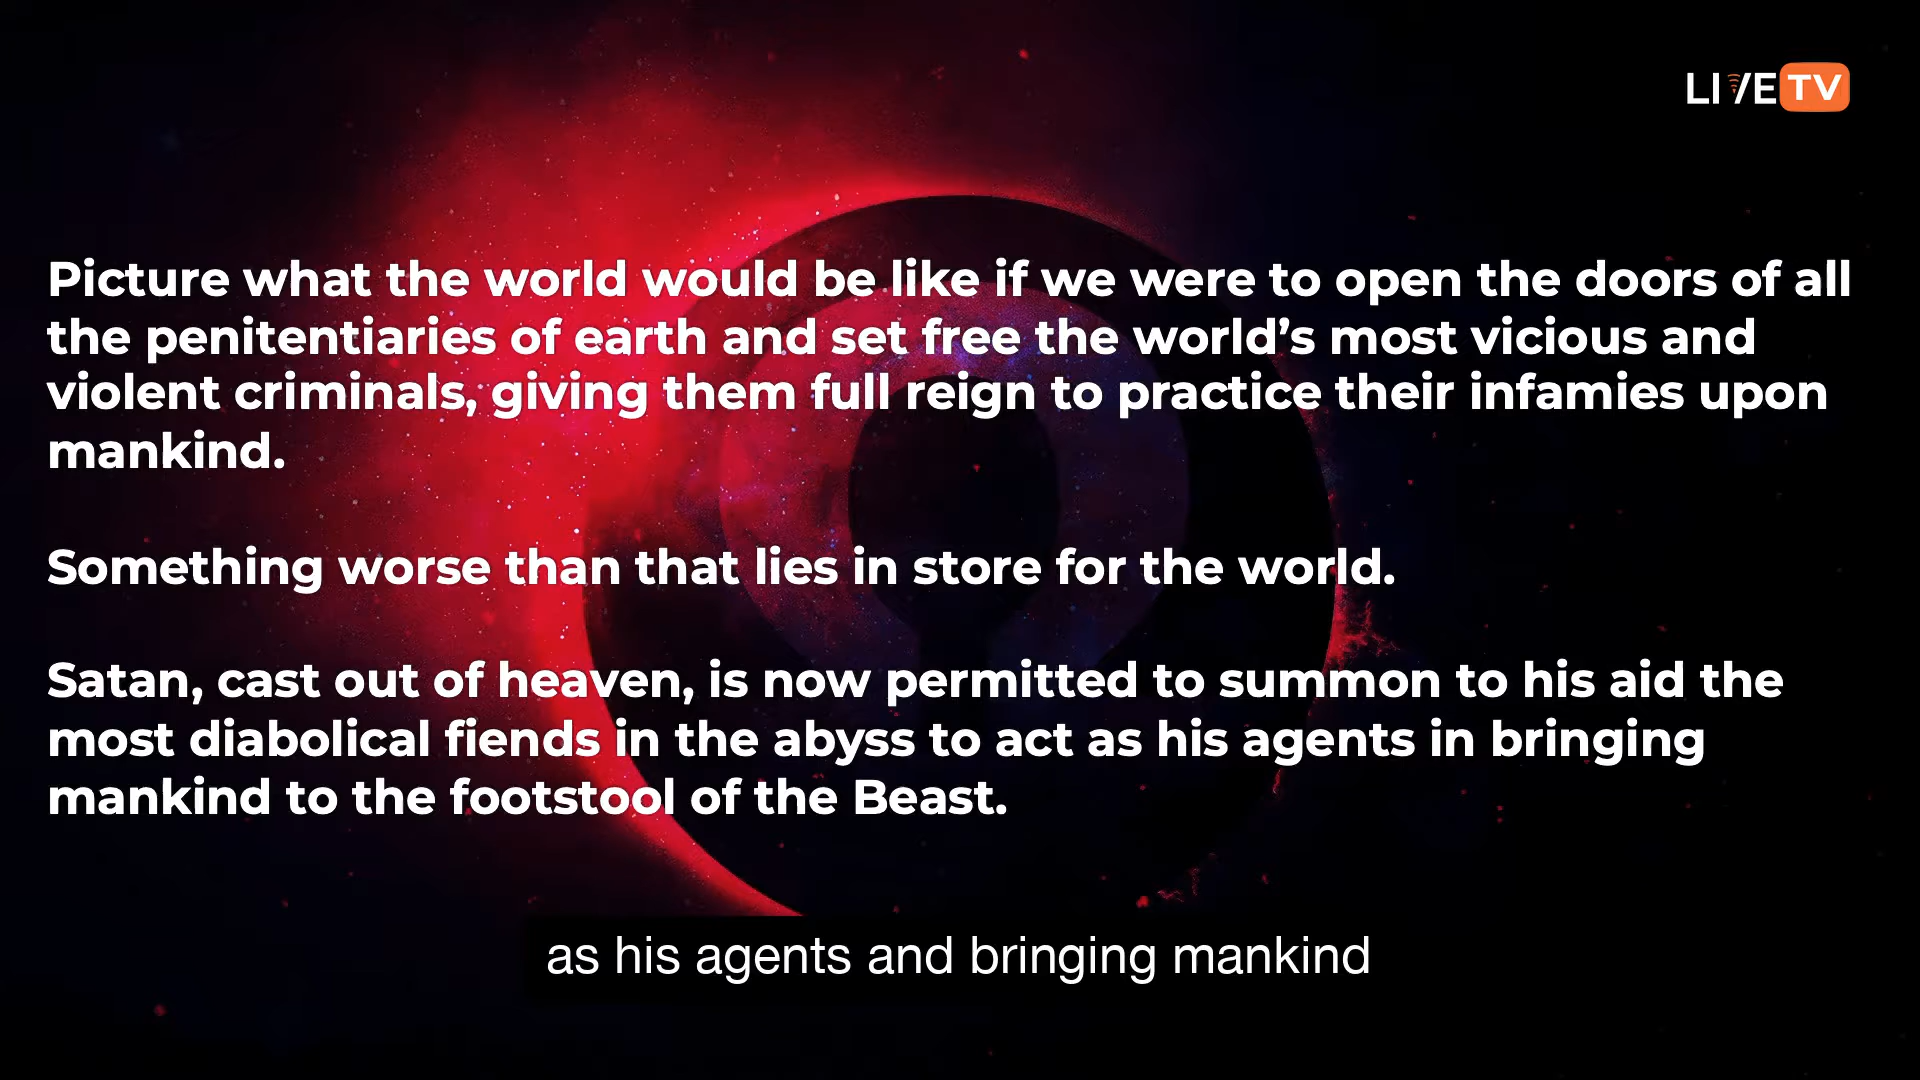 LIVE TV
Picture what the world would be like if we were to open the doors of all
the penitentiaries of earth and set free the world’s most vicious and
violent criminals, giving them full reign to practice their infamies upon
mankind.
Something worse than that lies in store for the world.
Satan, cast out of heaven, is now permitted to summon to his aid the
most diabolical fiends in the abyss to act as his agents in bringing
mankind to the footstool of the Beast.
as his agents and bringing mankind